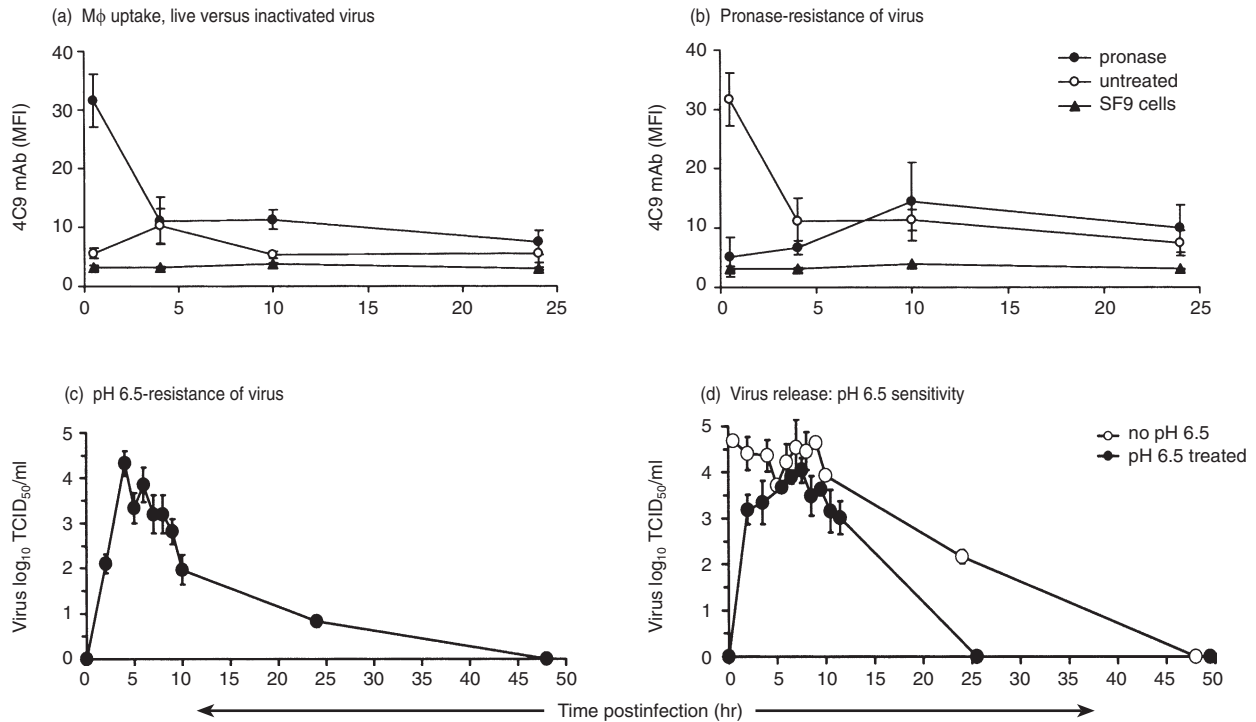 (a) Mϕ uptake, live versus inactivated virus
40
30
20
10
0
4C9 mAb (MFI)
0 5 10 15 20 25
(b) Pronase-resistance of virus
40
30
20
10
0
4C9 mAb (MFI)
0 5 10 15 20 25
pronase
untreated
SF9 cells
(c) pH 6.5-resistance of virus
5
4
3
2
1
0
Virus log10 TCID50/ml
0 5 10 15 20 25 30 35 40 45 50
(d) Virus release: pH 6.5 sensitivity
5
4
3
2
1
0
Virus log10 TCID50/ml
0 5 10 15 20 25 30 35 40 45 50
no pH 6.5
pH 6.5 treated
Time postinfection (hr)